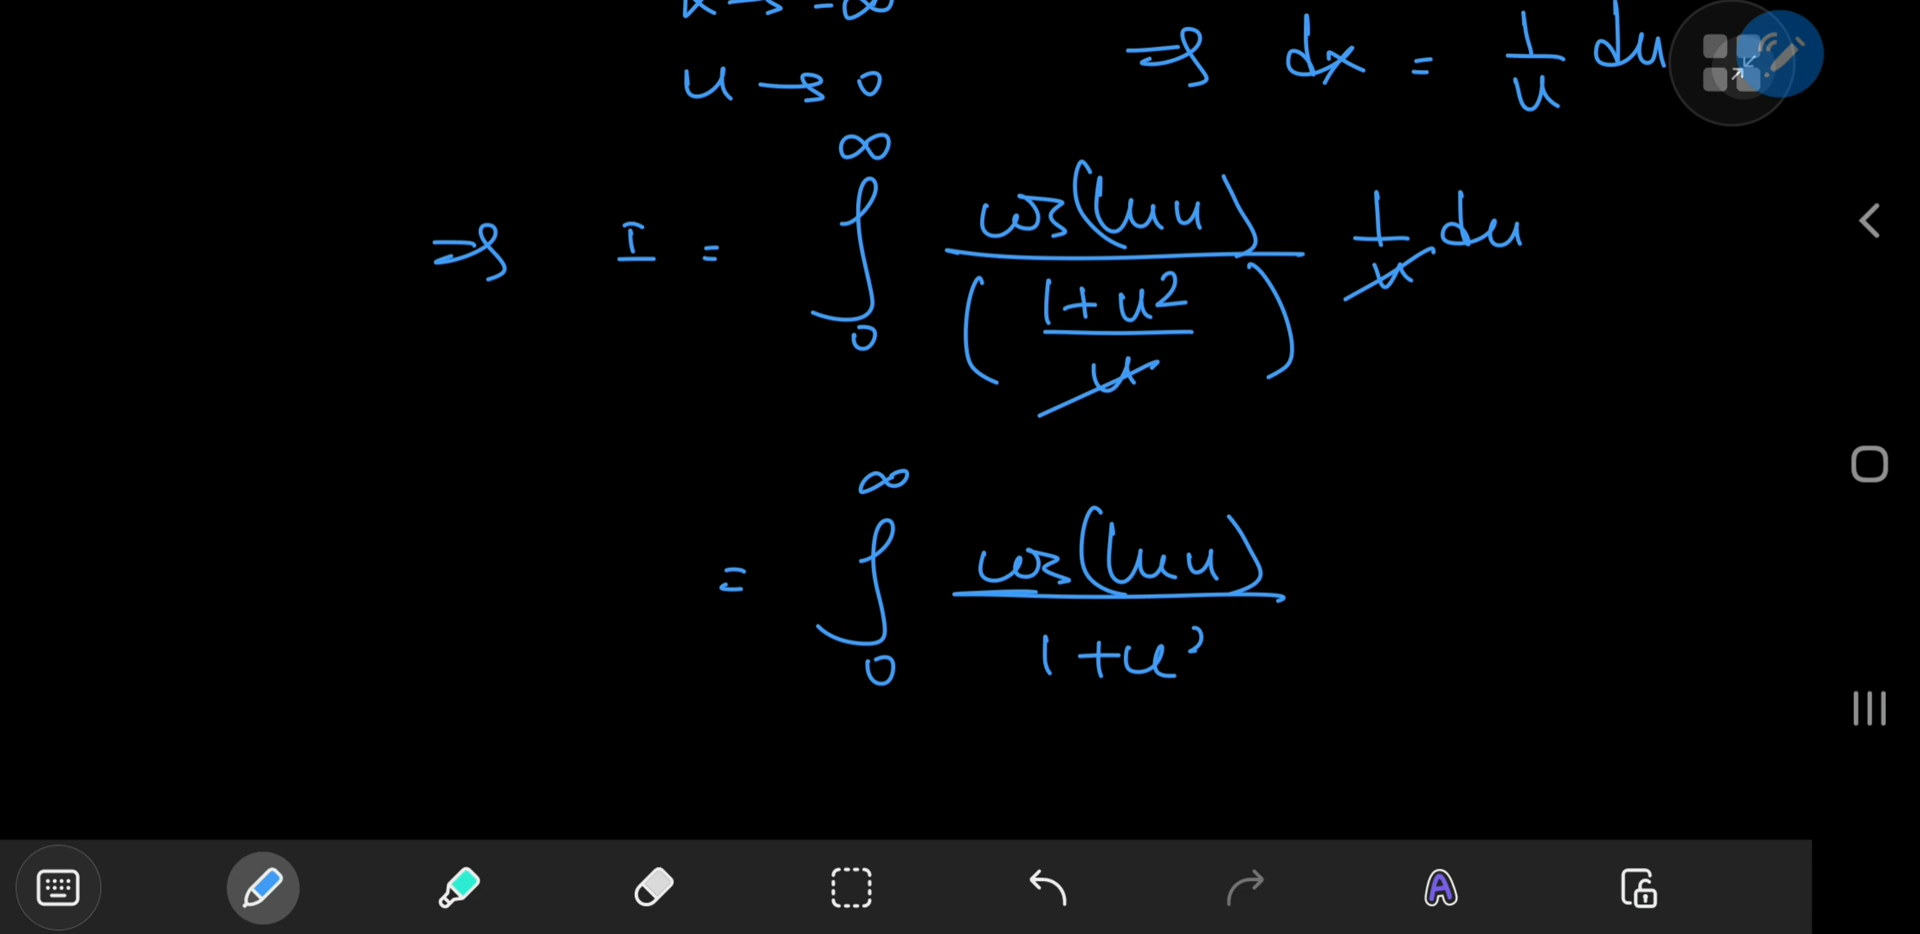 x → -∞
u → 0
⇒ dx = 1/u du
⇒ I = ∫₀^∞ cos(ln u) / ((1+u²)/u) 1/u du
= ∫₀^∞ cos(ln u) / (1+u²)